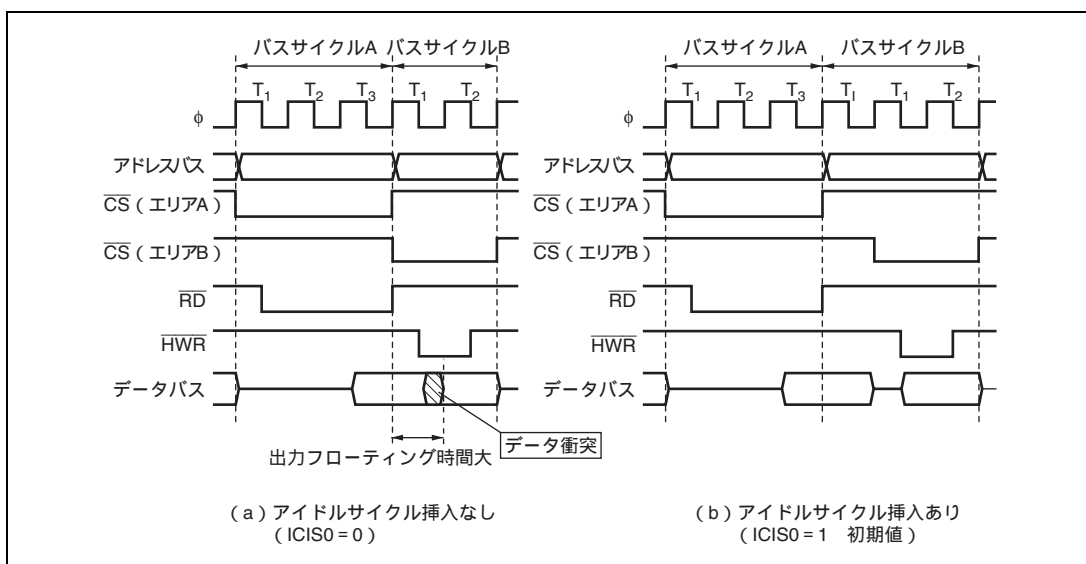 バスサイクルA バスサイクルB
T1 T2 T3 T1 T2
φ
アドレスバス
CS（エリアA）
CS（エリアB）
RD
HWR
データバス
データ衝突
出力フローティング時間大
（a）アイドルサイクル挿入なし
（ICIS0 = 0）
バスサイクルA バスサイクルB
T1 T2 T3 TI T1 T2
φ
アドレスバス
CS（エリアA）
CS（エリアB）
RD
HWR
データバス
（b）アイドルサイクル挿入あり
（ICIS0 = 1　初期値）